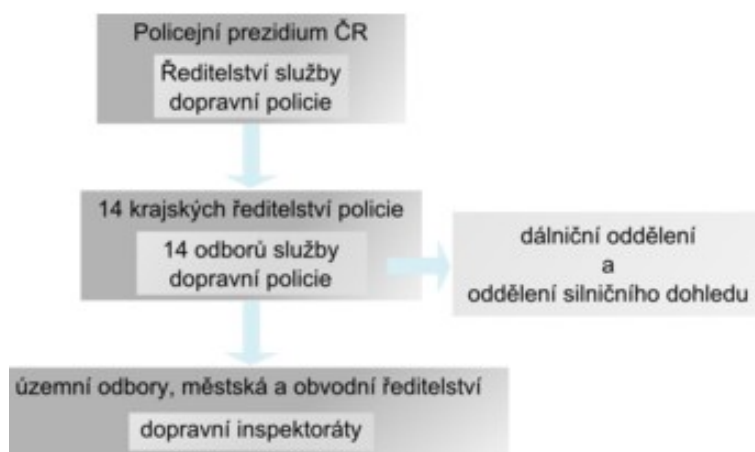 Policejní prezidium ČR
Ředitelství služby
dopravní policie
14 krajských ředitelství policie
14 odborů služby
dopravní policie
dálniční oddělení
a
oddělení silničního dohledu
územní odbory, městská a obvodní ředitelství
dopravní inspektoráty